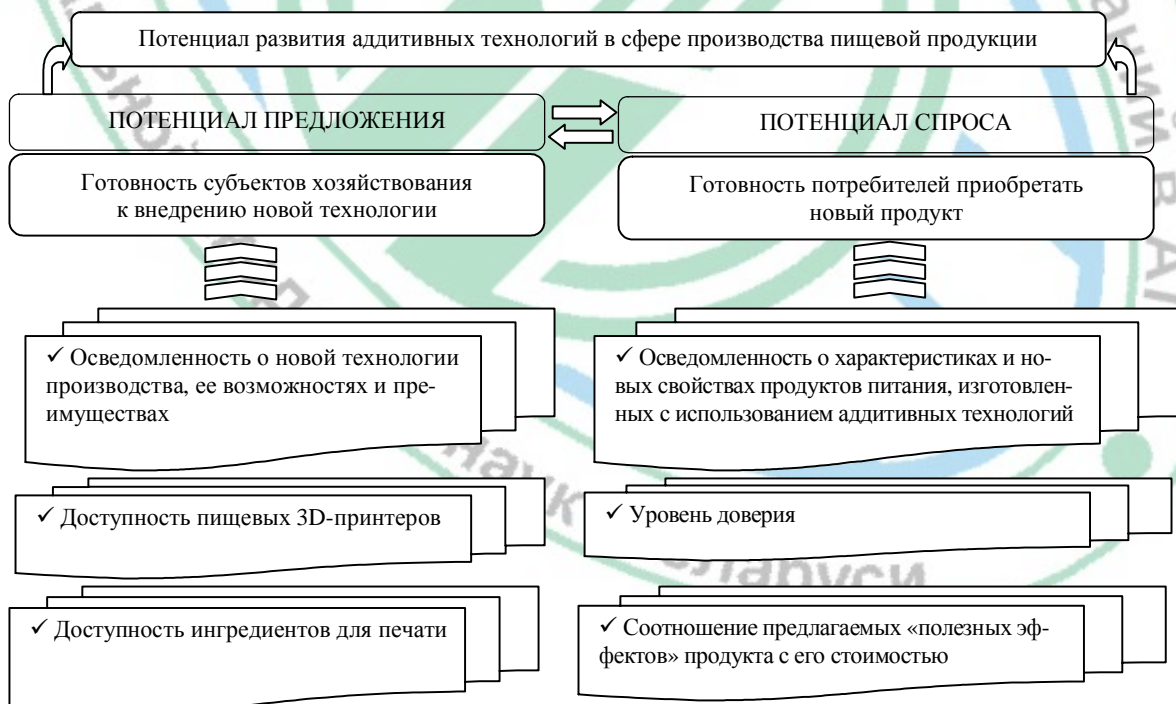 Потенциал развития аддитивных технологий в сфере производства пищевой продукции
ПОТЕНЦИАЛ ПРЕДЛОЖЕНИЯ
ПОТЕНЦИАЛ СПРОСА
Готовность субъектов хозяйствования
к внедрению новой технологии
Готовность потребителей приобретать
новый продукт
✓ Осведомленность о новой технологии
производства, ее возможностях и пре-
имуществах
✓ Осведомленность о характеристиках и но-
вых свойствах продуктов питания, изготовлен-
ных с использованием аддитивных технологий
✓ Доступность пищевых 3D-принтеров
✓ Уровень доверия
✓ Доступность ингредиентов для печати
✓ Соотношение предлагаемых «полезных эф-
фектов» продукта с его стоимостью